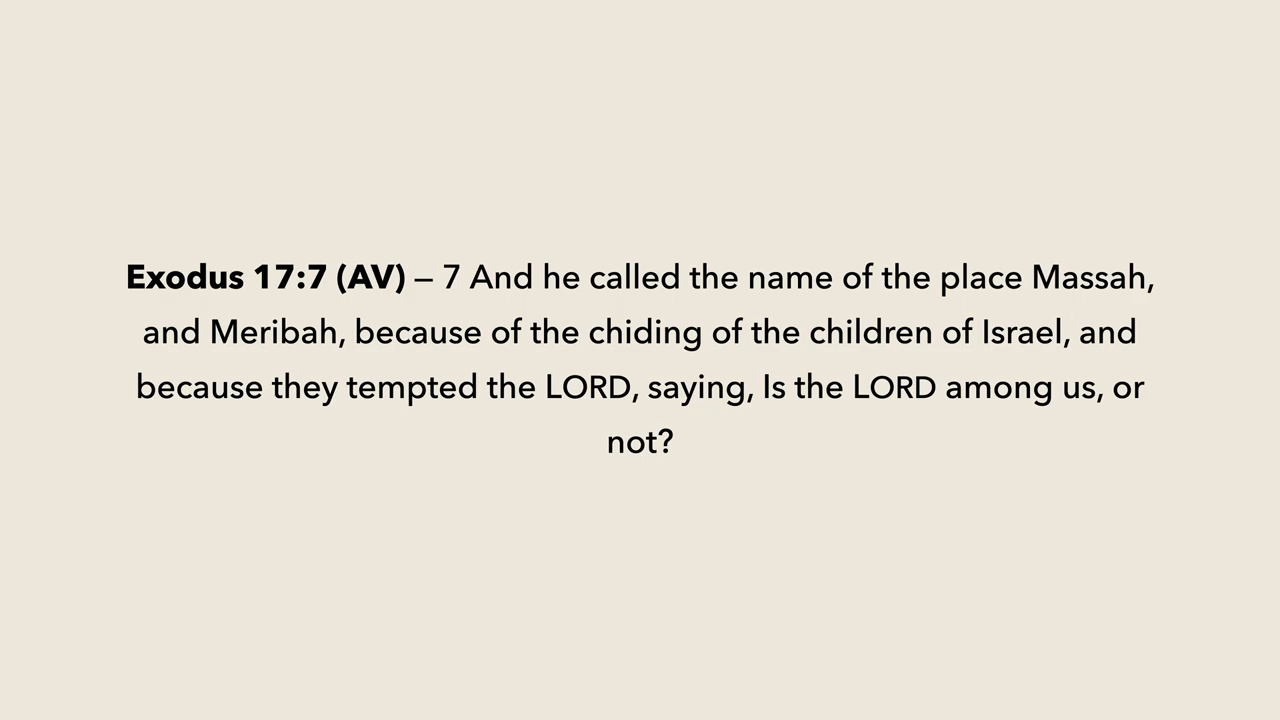 Exodus 17:7 (AV) – 7 And he called the name of the place Massah,
and Meribah, because of the chiding of the children of Israel, and
because they tempted the LORD, saying, Is the LORD among us, or
not?